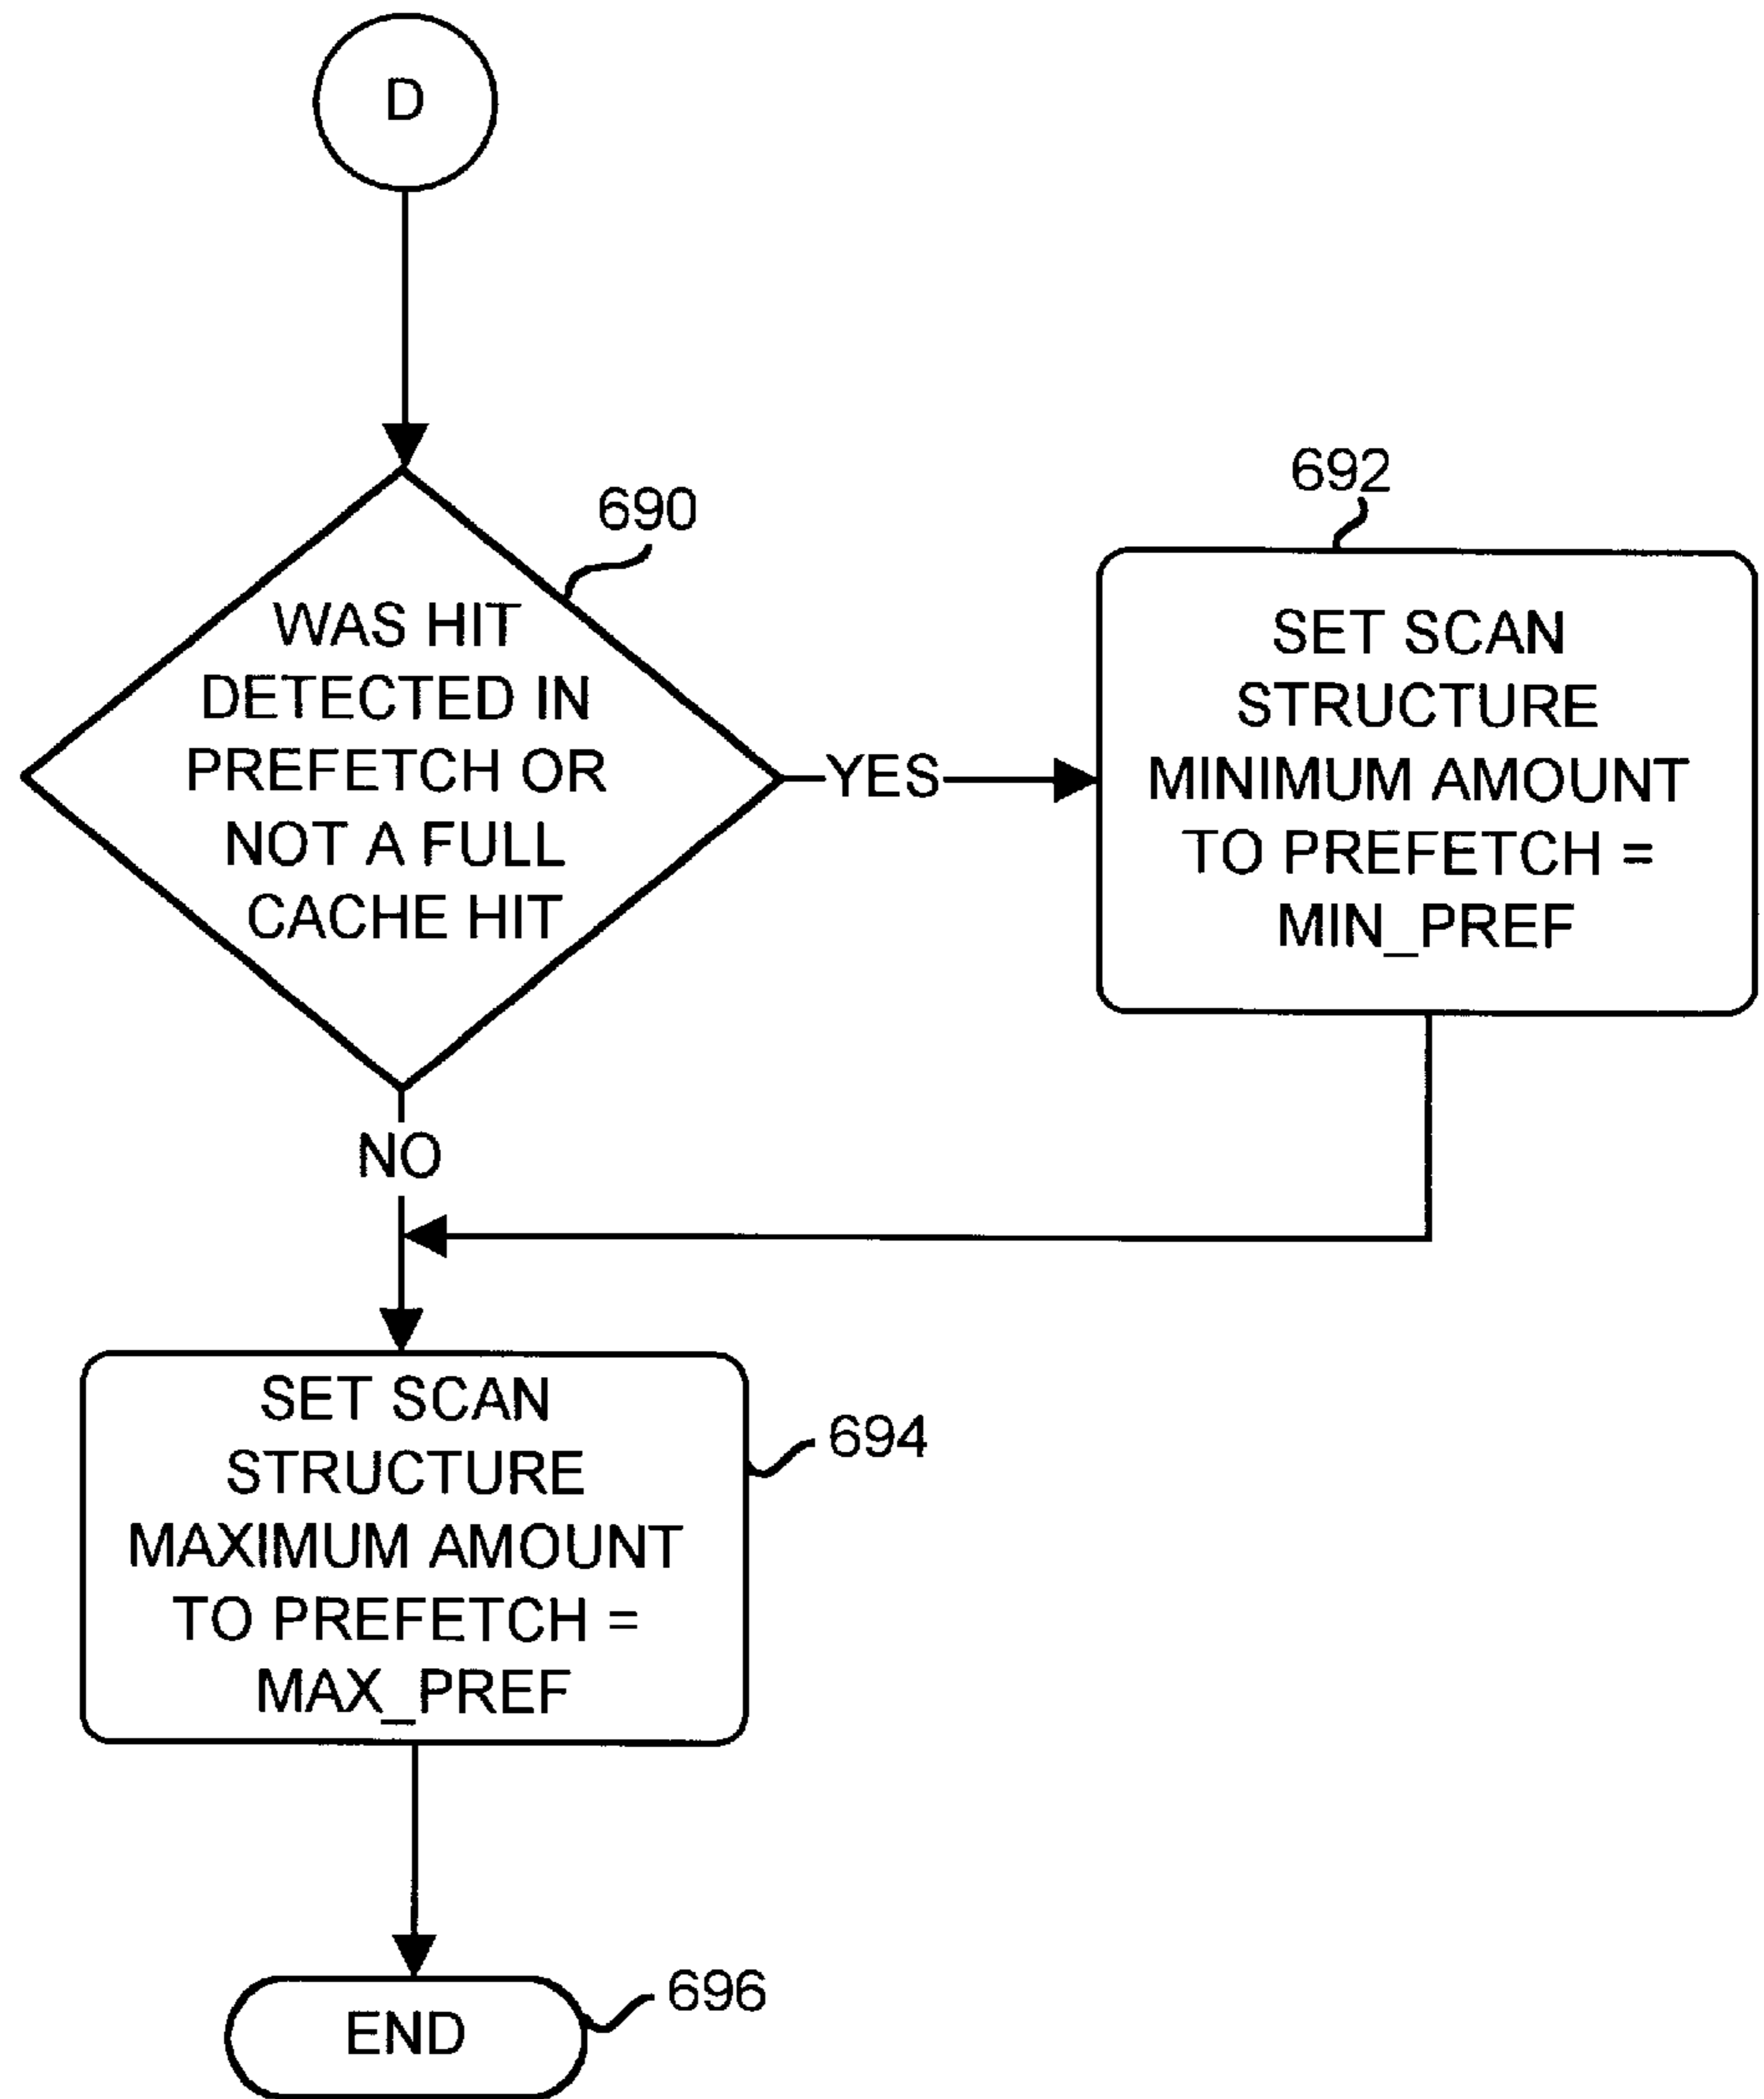 D
690
WAS HIT
DETECTED IN
PREFETCH OR
NOT A FULL
CACHE HIT
YES
692
SET SCAN
STRUCTURE
MINIMUM AMOUNT
TO PREFETCH =
MIN_PREF
NO
SET SCAN
STRUCTURE
MAXIMUM AMOUNT
TO PREFETCH =
MAX_PREF
694
END
696